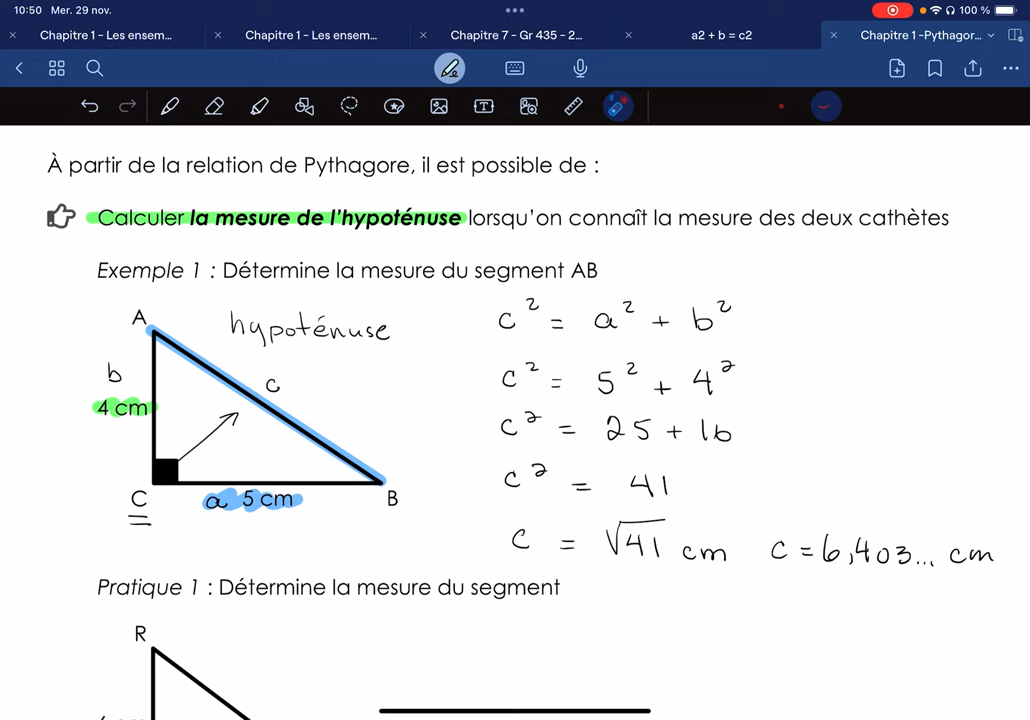 10:50 Mer. 29 nov.
100 %
Chapitre 1 - Les ensem...
Chapitre 1 - Les ensem...
Chapitre 7 - Gr 435 - 2...
a2 + b = c2
Chapitre 1 -Pythagor...
À partir de la relation de Pythagore, il est possible de :
Calculer la mesure de l'hypoténuse lorsqu'on connaît la mesure des deux cathètes
Exemple 1 : Détermine la mesure du segment AB
A
hypoténuse
b
c
4 cm
C
a 5 cm
B
c² = a² + b²
c² = 5² + 4²
c² = 25 + 16
c² = 41
c = √41 cm
c = 6,403... cm
Pratique 1 : Détermine la mesure du segment
R